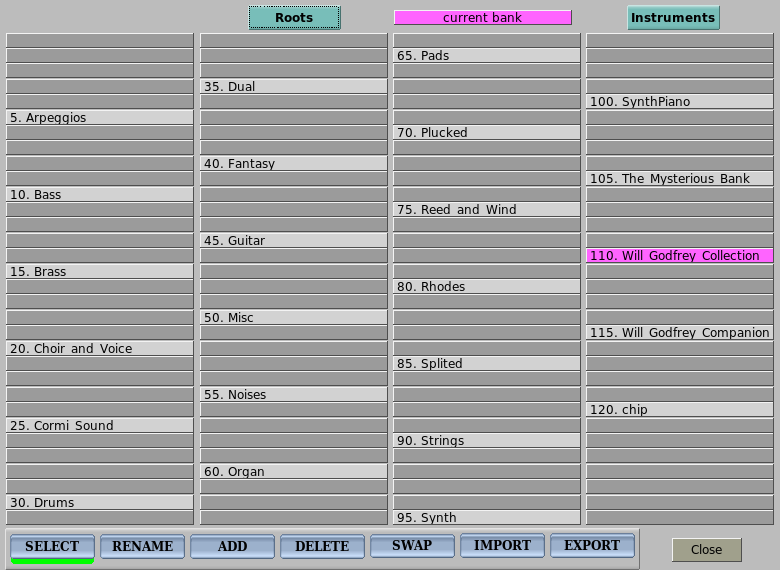 Roots
current bank
Instruments
5. Arpeggios
10. Bass
15. Brass
20. Choir and Voice
25. Cormi Sound
30. Drums
35. Dual
40. Fantasy
45. Guitar
50. Misc
55. Noises
60. Organ
65. Pads
70. Plucked
75. Reed and Wind
80. Rhodes
85. Splited
90. Strings
95. Synth
100. SynthPiano
105. The Mysterious Bank
110. Will Godfrey Collection
115. Will Godfrey Companion
120. chip
SELECT
RENAME
ADD
DELETE
SWAP
IMPORT
EXPORT
Close